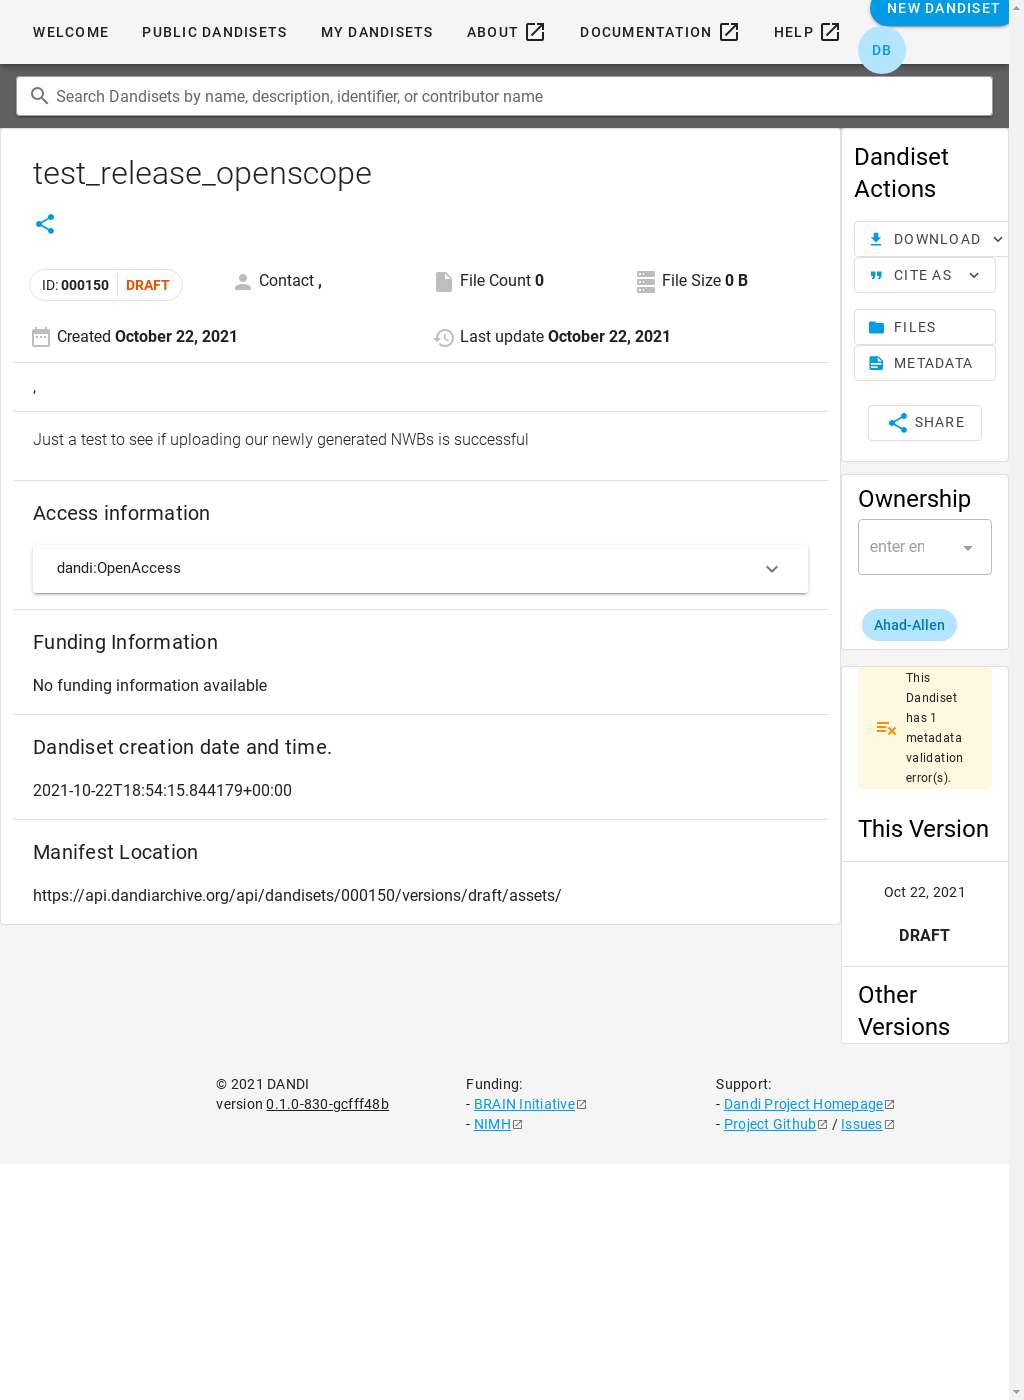 WELCOME PUBLIC DANDISETS MY DANDISETS ABOUT DOCUMENTATION HELP NEW DANDISET
DB
Search Dandisets by name, description, identifier, or contributor name
test_release_openscope
ID: 000150 DRAFT Contact , File Count 0 File Size 0 B
Created October 22, 2021 Last update October 22, 2021
,
Just a test to see if uploading our newly generated NWBs is successful
Access information
dandi:OpenAccess
Funding Information
No funding information available
Dandiset creation date and time.
2021-10-22T18:54:15.844179+00:00
Manifest Location
https://api.dandiarchive.org/api/dandisets/000150/versions/draft/assets/
Dandiset
Actions
DOWNLOAD
CITE AS
FILES
METADATA
SHARE
Ownership
enter en
Ahad-Allen
This
Dandiset
has 1
metadata
validation
error(s).
This Version
Oct 22, 2021
DRAFT
Other
Versions
© 2021 DANDI
version 0.1.0-830-gcfff48b
Funding:
- BRAIN Initiative
- NIMH
Support:
- Dandi Project Homepage
- Project Github / Issues